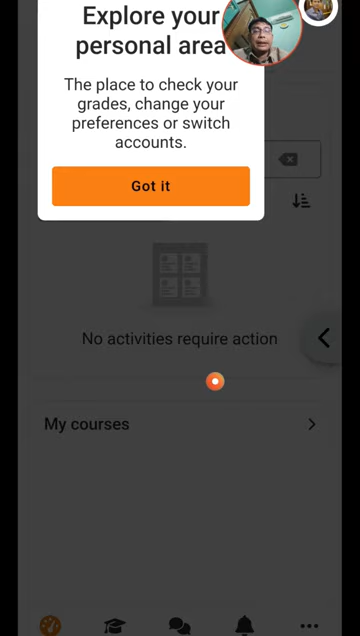 Explore your
personal area
The place to check your
grades, change your
preferences or switch
accounts.
Got it
No activities require action
My courses